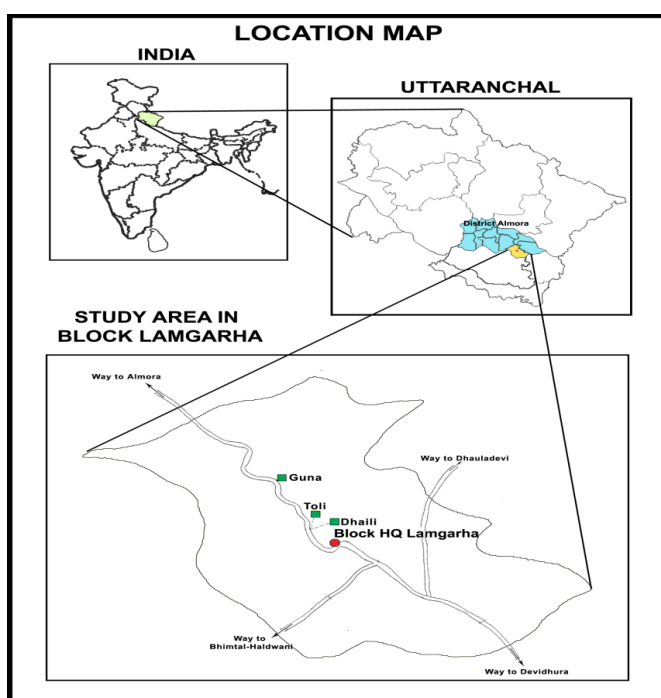 LOCATION MAP
INDIA
UTTARANCHAL
District Almora
STUDY AREA IN
BLOCK LAMGARHA
Way to Almora
Way to Dhauladevi
Guna
Toli
Dhaili
Block HQ Lamgarha
Way to
Bhimtal-Haldwani
Way to Devidhura